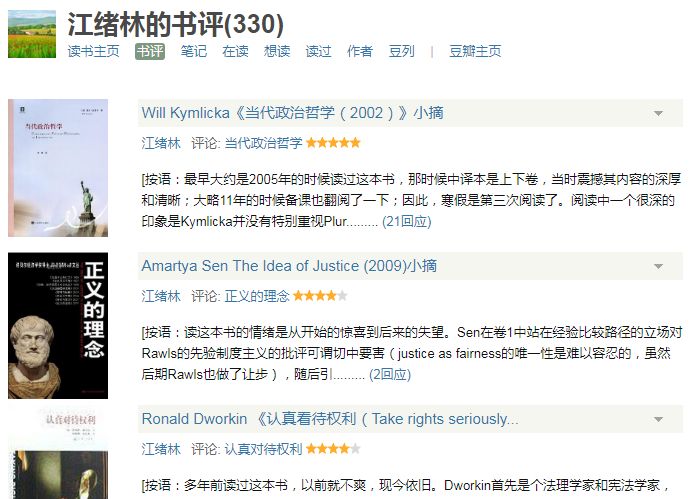 江绪林的书评(330)
读书主页 书评 笔记 在读 想读 读过 作者 豆列 | 豆瓣主页
当代政治哲学
Will Kymlicka《当代政治哲学（2002）》小摘
江绪林 评论: 当代政治哲学
[按语：最早大约是2005年的时候读过这本书，那时候中译本是上下卷，当时震撼其内容的深厚
和清晰；大略11年的时候备课也翻阅了一下；因此，寒假是第三次阅读了。阅读中一个很深的
印象是Kymlicka并没有特别重视Plur......... (21回应)
正义的理念
Amartya Sen The Idea of Justice (2009)小摘
江绪林 评论: 正义的理念
[按语：读这本书的情绪是从开始的惊喜到后来的失望。Sen在卷1中站在经验比较路径的立场对
Rawls的先验制度主义的批评可谓切中要害（justice as fairness的唯一性是难以容忍的，虽然
后期Rawls也做了让步），随后引......... (2回应)
认真对待权利
Ronald Dworkin 《认真看待权利（Take rights seriously...
江绪林 评论: 认真对待权利
[按语：多年前读过这本书，以前就不爽，现今依旧。Dworkin首先是个法理学家和宪法学家，